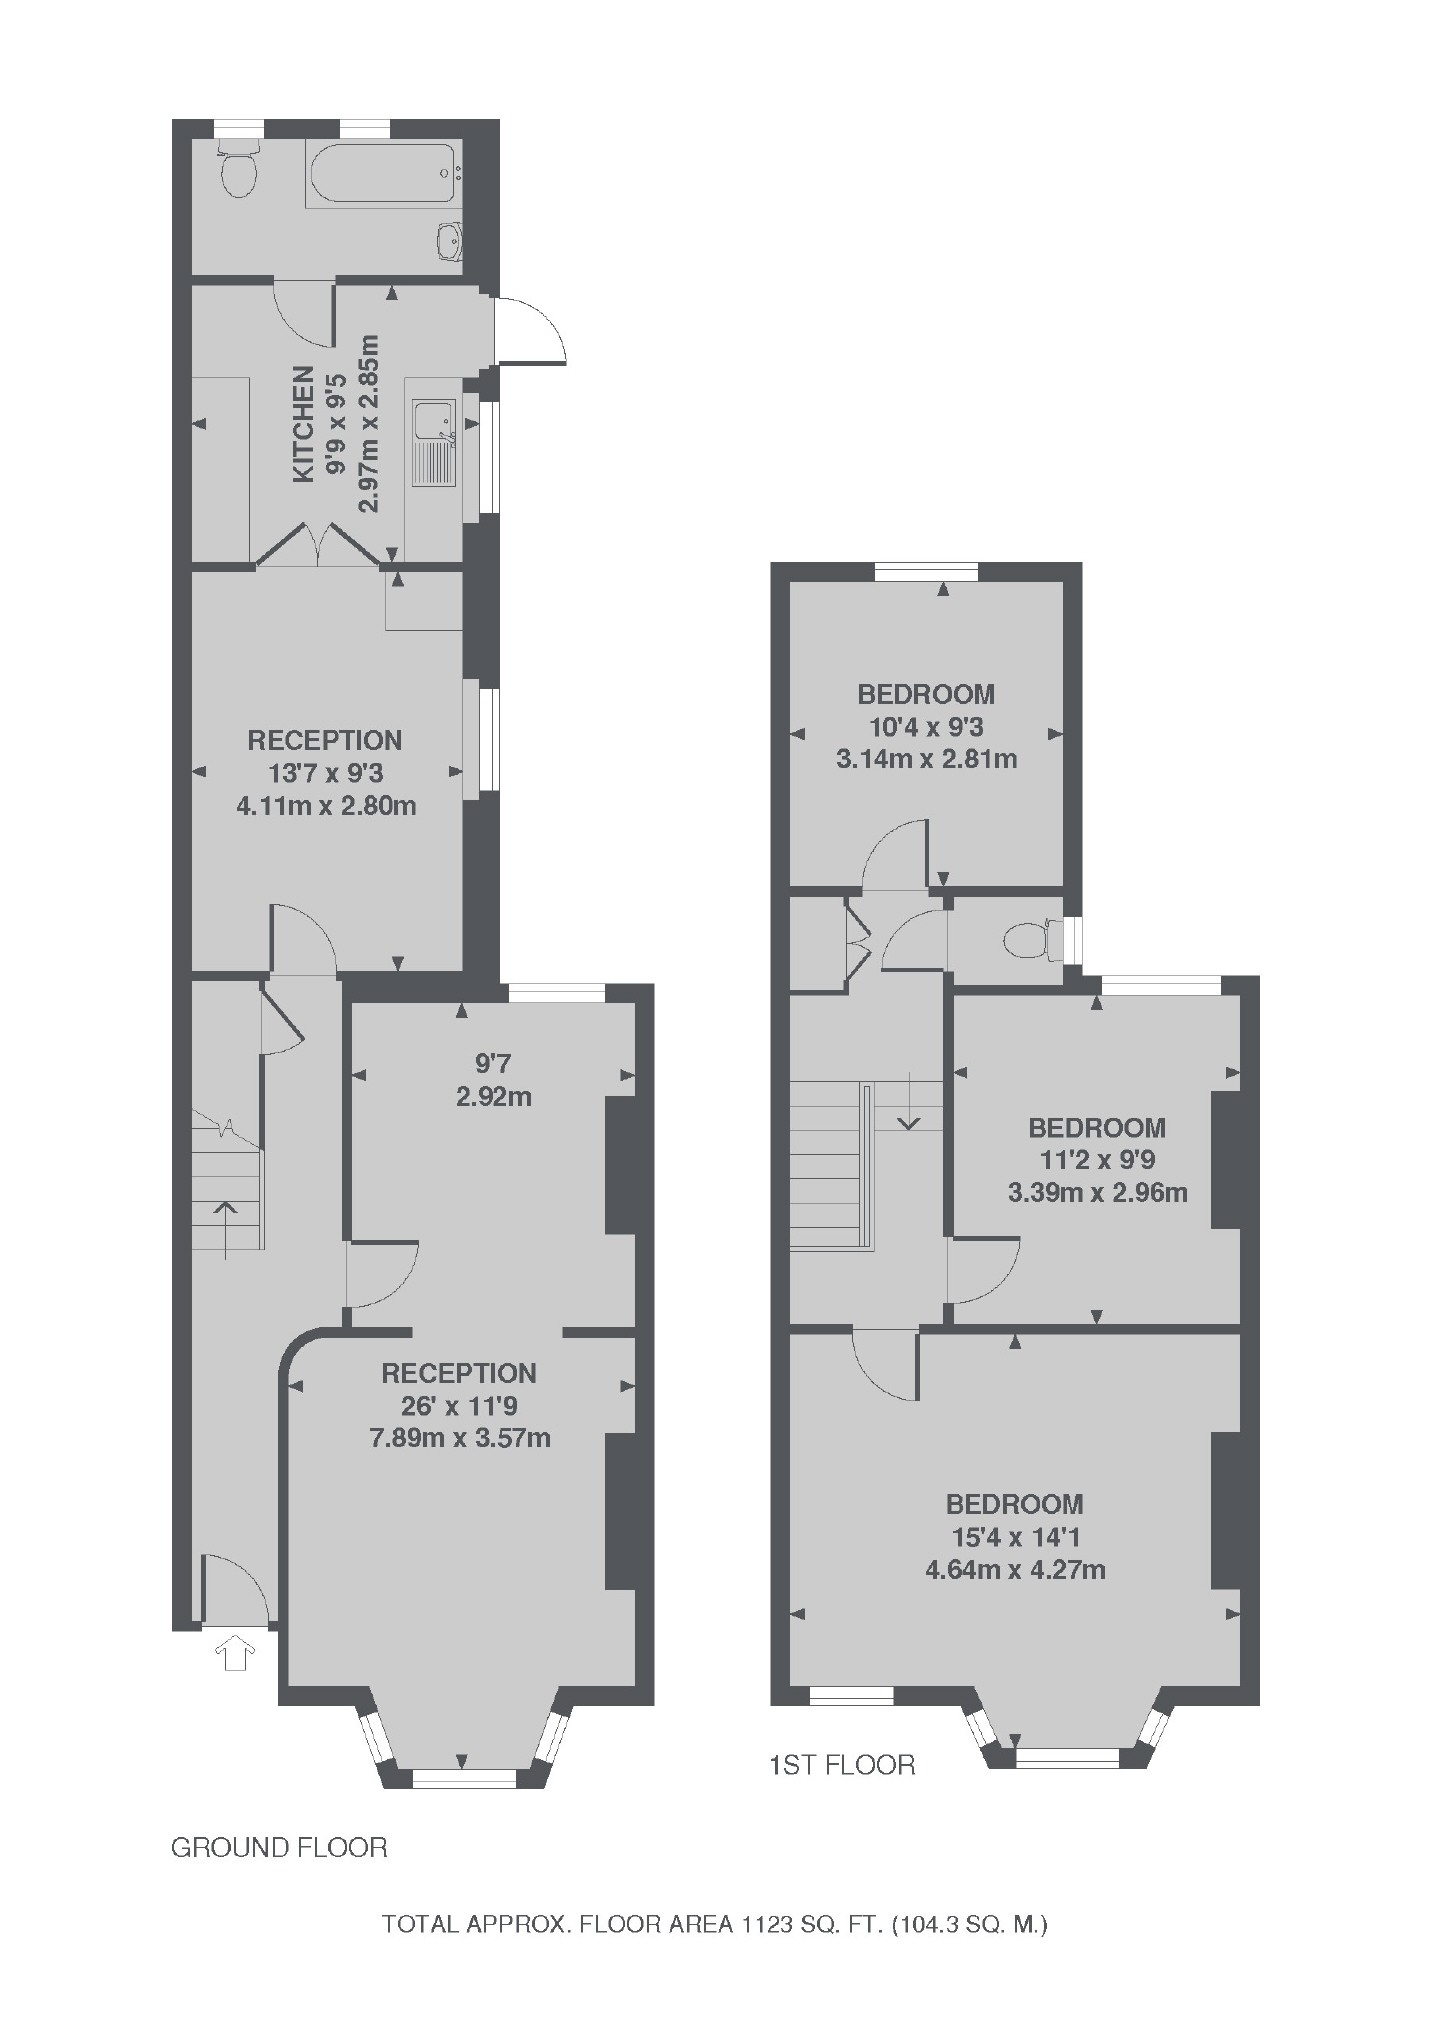 KITCHEN
9'9 x 9'5
2.97m x 2.85m
RECEPTION
13'7 x 9'3
4.11m x 2.80m
9'7
2.92m
RECEPTION
26' x 11'9
7.89m x 3.57m
GROUND FLOOR
BEDROOM
10'4 x 9'3
3.14m x 2.81m
BEDROOM
11'2 x 9'9
3.39m x 2.96m
BEDROOM
15'4 x 14'1
4.64m x 4.27m
1ST FLOOR
TOTAL APPROX. FLOOR AREA 1123 SQ. FT. (104.3 SQ. M.)